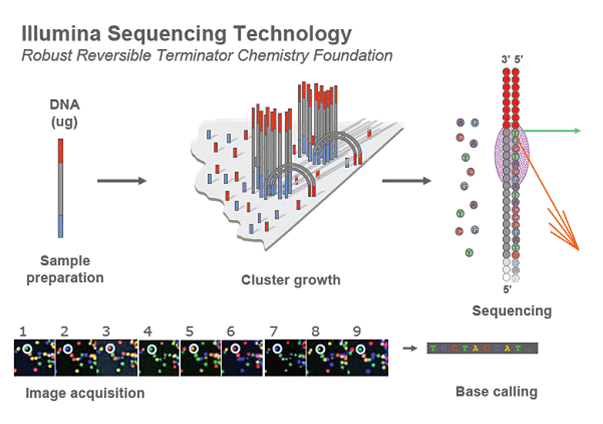 Illumina Sequencing Technology
Robust Reversible Terminator Chemistry Foundation
DNA
(ug)
Sample
preparation
Cluster growth
3' 5'
5'
Sequencing
1 2 3 4 5 6 7 8 9
Image acquisition
TGCTACGAT
Base calling